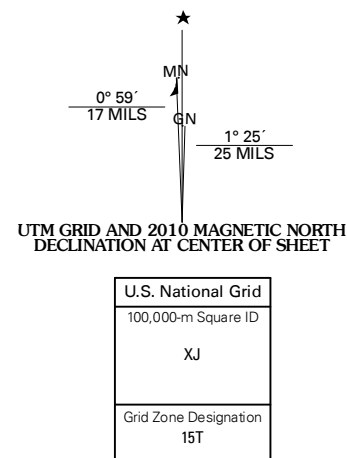 MN
0° 59´
17 MILS
GN
1° 25´
25 MILS
UTM GRID AND 2010 MAGNETIC NORTH
DECLINATION AT CENTER OF SHEET
U.S. National Grid
100,000-m Square ID
XJ
Grid Zone Designation
15T